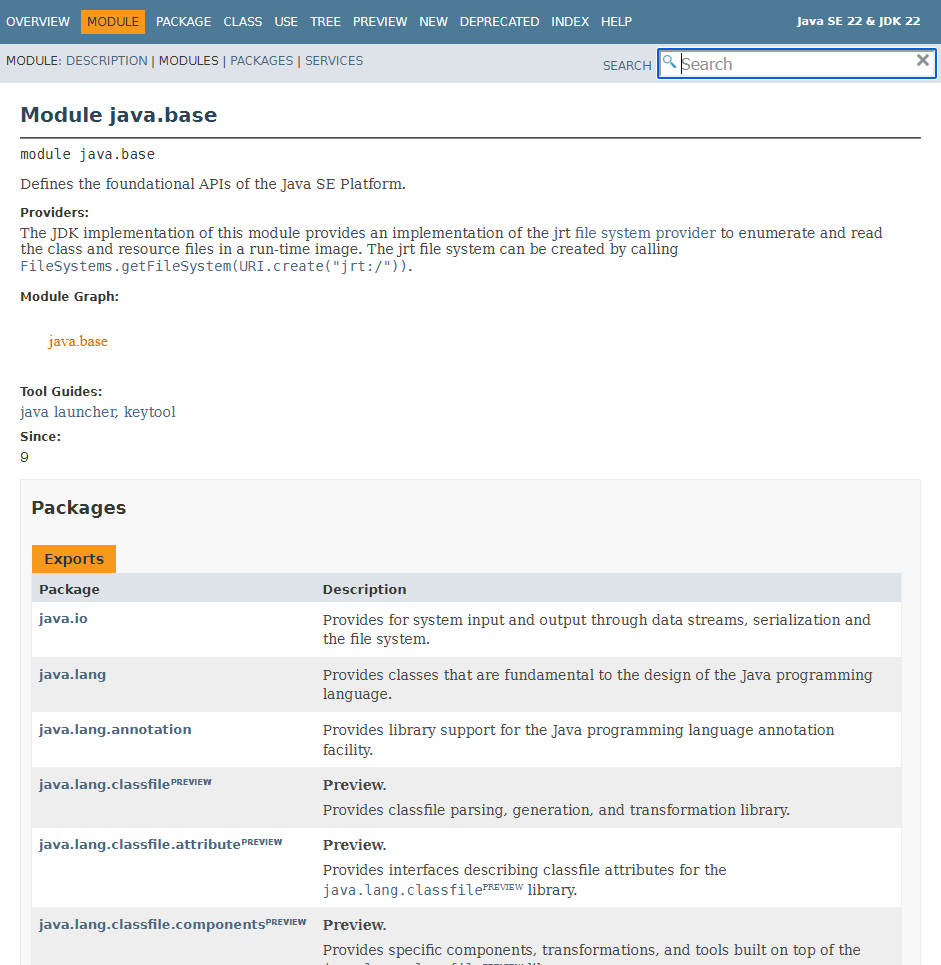 OVERVIEW MODULE PACKAGE CLASS USE TREE PREVIEW NEW DEPRECATED INDEX HELP Java SE 22 & JDK 22
MODULE: DESCRIPTION | MODULES | PACKAGES | SERVICES SEARCH Search
Module java.base
module java.base
Defines the foundational APIs of the Java SE Platform.
Providers:
The JDK implementation of this module provides an implementation of the jrt file system provider to enumerate and read
the class and resource files in a run-time image. The jrt file system can be created by calling
FileSystems.getFileSystem(URI.create("jrt:/")).
Module Graph:
java.base
Tool Guides:
java launcher, keytool
Since:
9
Packages
Exports
Package Description
java.io Provides for system input and output through data streams, serialization and
the file system.
java.lang Provides classes that are fundamental to the design of the Java programming
language.
java.lang.annotation Provides library support for the Java programming language annotation
facility.
java.lang.classfilePREVIEW Preview.
Provides classfile parsing, generation, and transformation library.
java.lang.classfile.attributePREVIEW Preview.
Provides interfaces describing classfile attributes for the
java.lang.classfilePREVIEW library.
java.lang.classfile.componentsPREVIEW Preview.
Provides specific components, transformations, and tools built on top of the